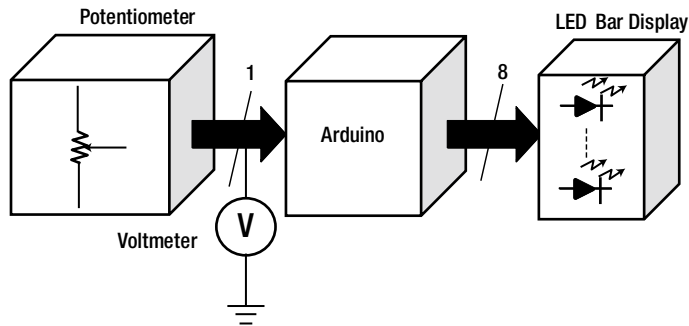 Potentiometer
LED Bar Display
1
8
Arduino
Voltmeter
V